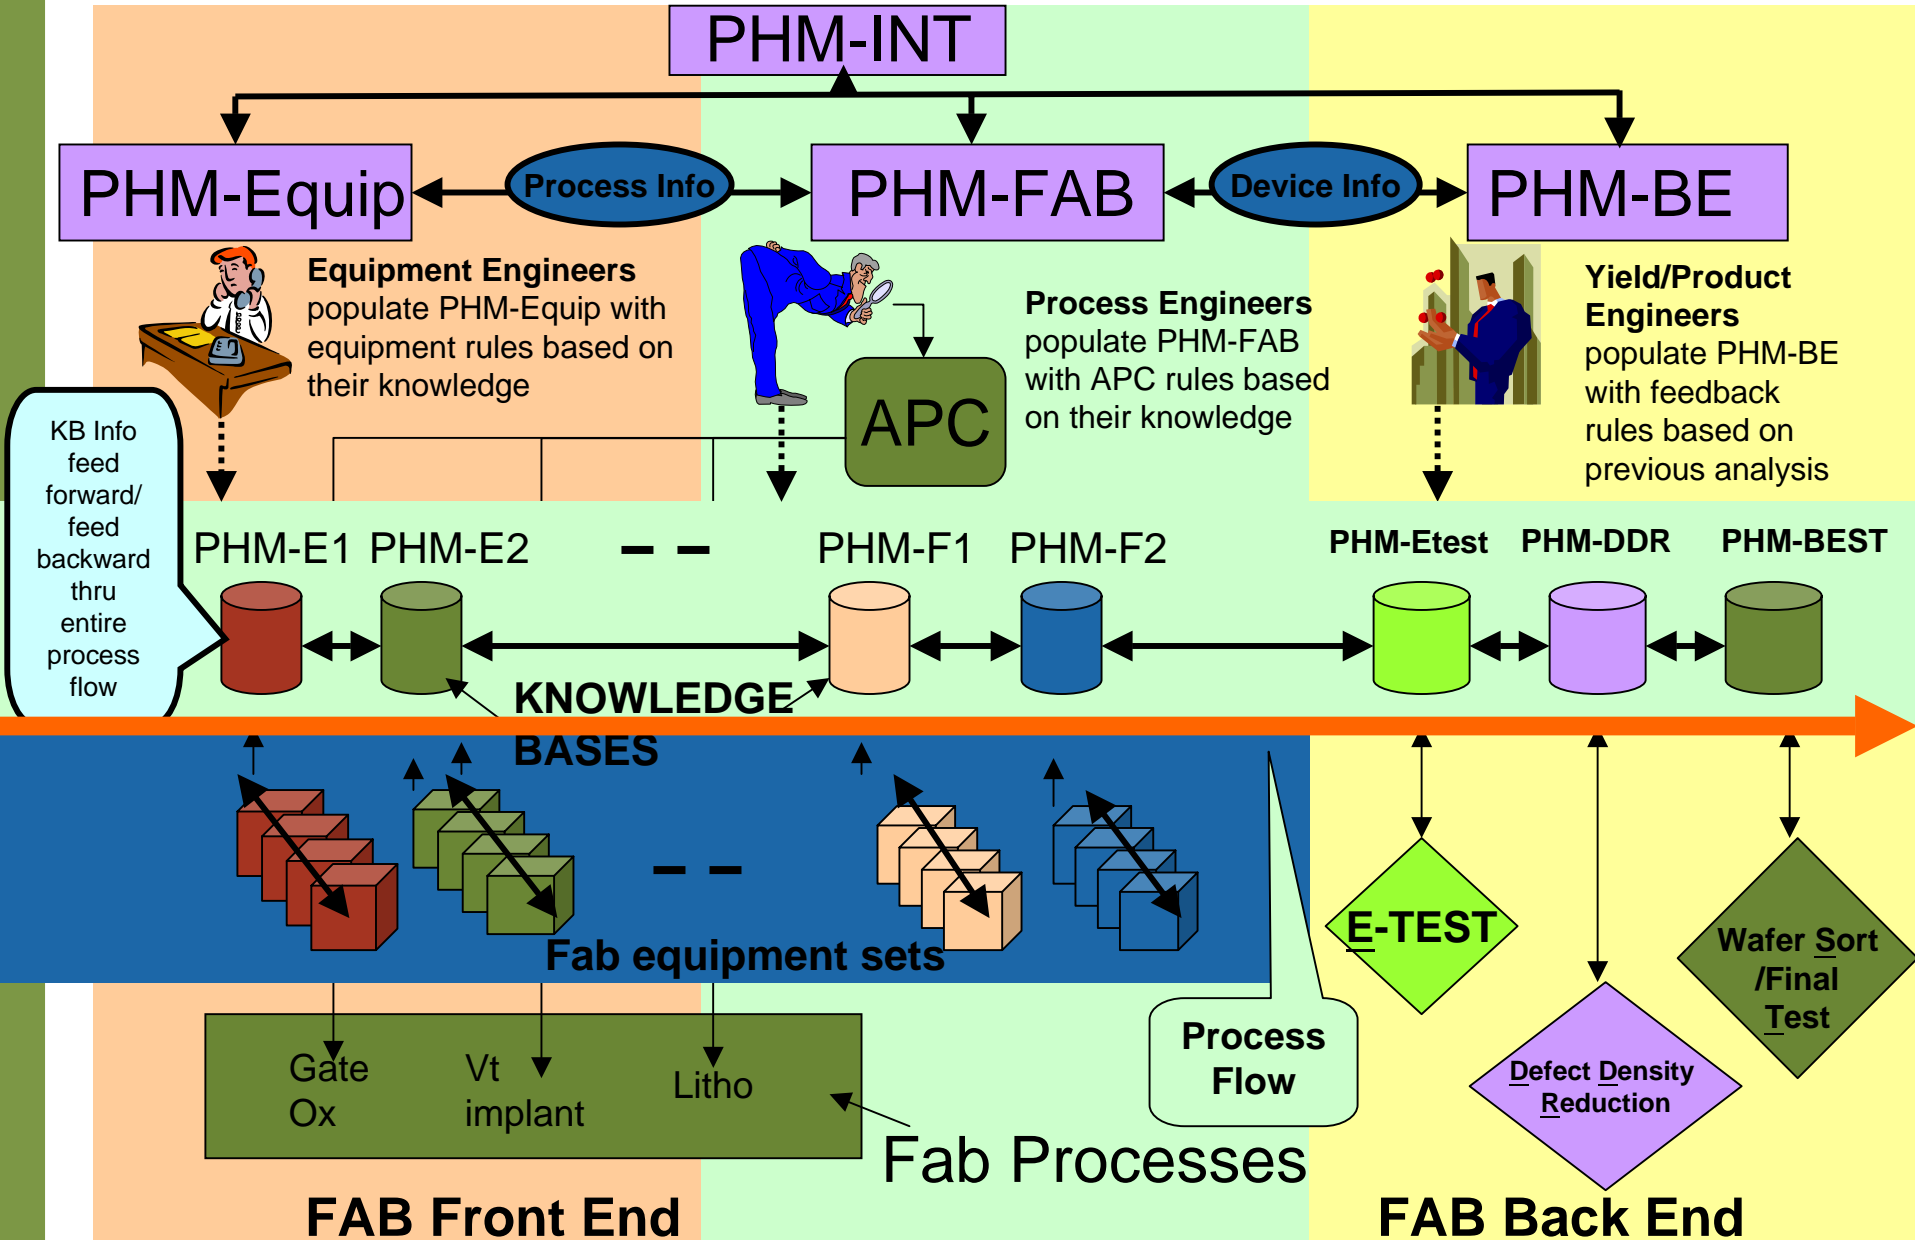 PHM-INT
PHM-Equip
Process Info
PHM-FAB
Device Info
PHM-BE
Equipment Engineers
populate PHM-Equip with
equipment rules based on
their knowledge
Process Engineers
populate PHM-FAB
with APC rules based
on their knowledge
Yield/Product
Engineers
populate PHM-BE
with feedback
rules based on
previous analysis
APC
KB Info
feed
forward/
feed
backward
thru
entire
process
flow
PHM-E1
PHM-E2
– –
PHM-F1
PHM-F2
PHM-Etest
PHM-DDR
PHM-BEST
KNOWLEDGE
BASES
– –
Fab equipment sets
E-TEST
Wafer Sort
/Final
Test
Defect Density
Reduction
Process
Flow
Gate
Ox
Vt
implant
Litho
Fab Processes
FAB Front End
FAB Back End